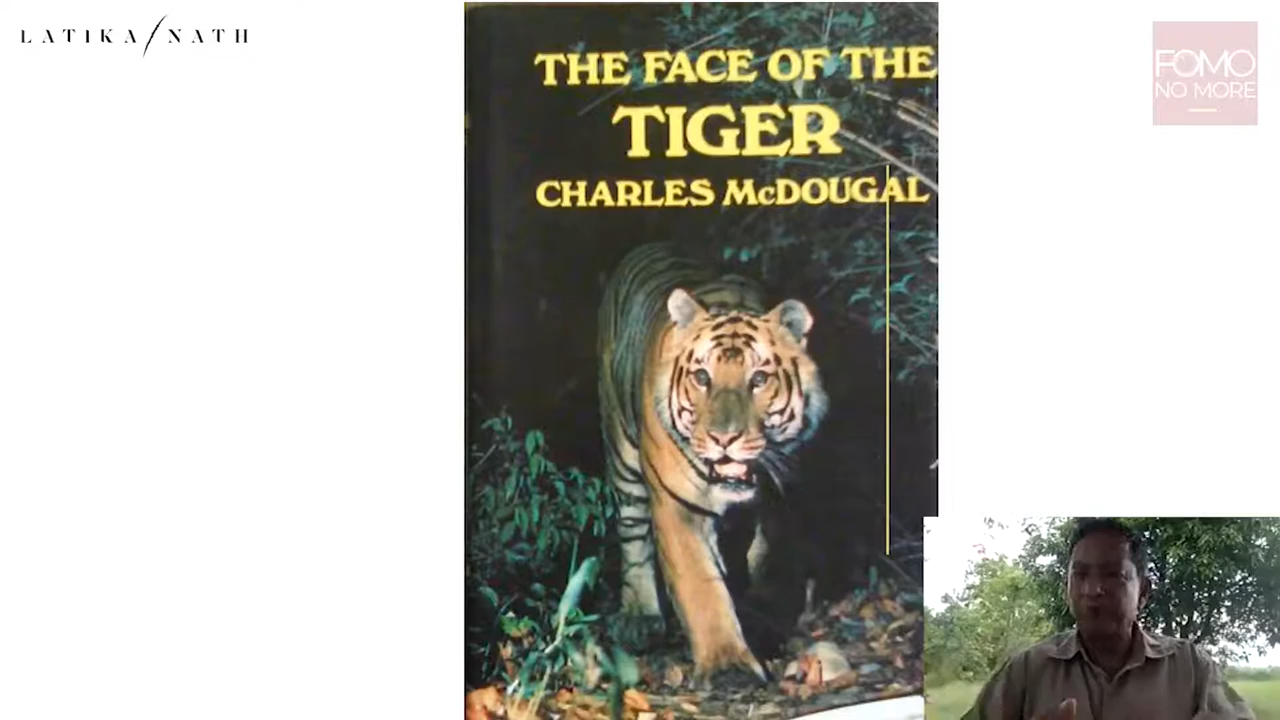 LATIKA/NATH
THE FACE OF THE
TIGER
CHARLES McDOUGAL
FOMO
NO MORE